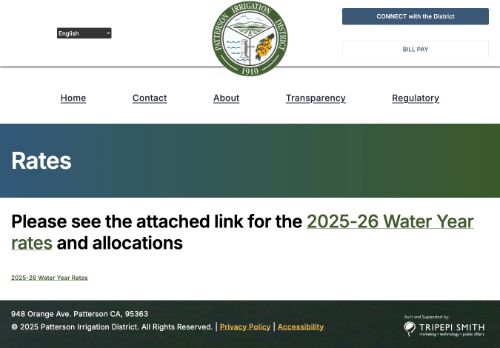 English
PATTERSON IRRIGATION DISTRICT
1910
CONNECT with the District
BILL PAY
Home
Contact
About
Transparency
Regulatory
Rates
Please see the attached link for the 2025-26 Water Year
rates and allocations
2025-26 Water Year Rates
948 Orange Ave. Patterson CA, 95363
© 2025 Patterson Irrigation District. All Rights Reserved. | Privacy Policy | Accessibility
Built and Supported by:
TRIPEPI SMITH
marketing • technology • public affairs